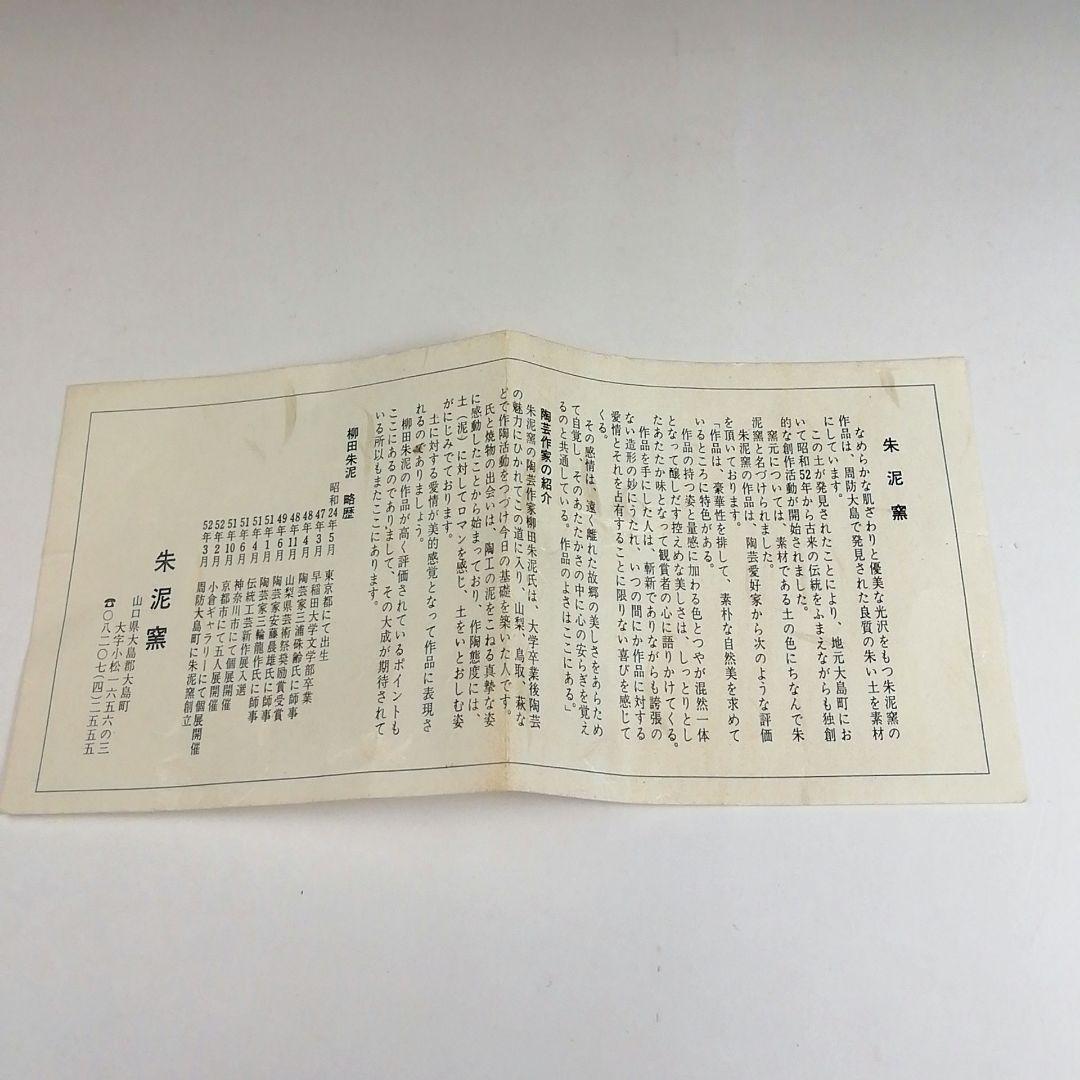 朱泥窯
なめらかな肌ざわりと優美な光沢をもつ朱泥窯の
作品は、周防大島で発見された良質の朱い土を素材
にしています。
この土が発見されたことにより、地元大島町にお
いて昭和52年から古来の伝統をふまえながらも独創
的な創作活動が開始されました。
窯元については、素材である土の色にちなんで朱
泥窯と名づけられました。
朱泥窯の作品は、陶芸愛好家から次のような評価
を頂いております。
「作品は、豪華性を排して、素朴な自然美を求めて
いるところに特色がある。
作品の持つ姿と量感に加わる色とつやが混然一体
となって醸しだす控えめな美しさは、しっとりとし
たあたたか味となって観賞者の心に語りかけてくる。
作品を手にした人は、斬新でありながらも誇張の
ない造形の妙にうたれ、いつの間にか作品に対する
愛情とそれを占有することに限りない喜びを感じて
くる。
その感情は、遠く離れた故郷の美しさをあらため
て自覚し、そのあたたかさの中に心の安らぎを覚え
るのと共通している。作品のよさはここにある。」
陶芸作家の紹介
朱泥窯の陶芸作家柳田朱泥氏は、大学卒業後陶芸
の魅力にひかれてこの道に入り、山梨、鳥取、萩な
どで作陶活動をつづけ今日の基礎を築いた人です。
氏と焼物の出会いは、陶工の泥をこねる真摯な姿
に感動したことから始まっており、作陶態度には、
土(泥)に対してロマンを感じ、土をいとおしむ姿
がにじみでております。
土に対する愛情が美的感覚となって作品に表現さ
れるのでありましょう。
柳田朱泥の作品が高く評価されているポイントも
ここにあるのでありまして、その大成が期待されて
いる所以もまたここにあります。
柳田朱泥 略歴
昭和24年5月 東京都にて出生
47年3月 早稲田大学文学部卒業
48年4月 陶芸家三浦硃鈴氏に師事
48年11月 山梨県芸術祭奨励賞受賞
49年6月 陶芸家安藤晨雄氏に師事
51年1月 陶芸家三輪龍作氏に師事
51年4月 伝統工芸新作展入選
51年6月 神奈川市にて個展開催
51年10月 京都市にて五人展開催
52年2月 小倉井筒屋ギャラリーにて個展開催
52年3月 周防大島町に朱泥窯創立
朱泥窯
山口県大島郡大島町
大字小松一六五六の三
☎〇八二〇七(四)二二五五五